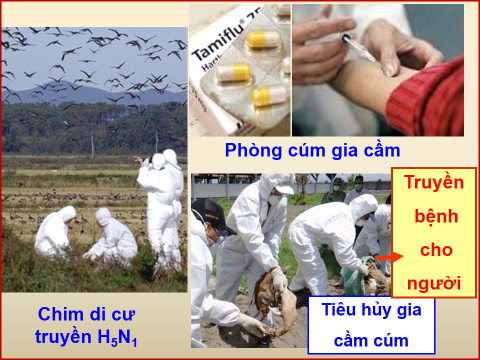 Tamiflu 75
Phòng cúm gia cầm
Truyền
bệnh
cho
người
Chim di cư
truyền H₅N₁
Tiêu hủy gia
cầm cúm